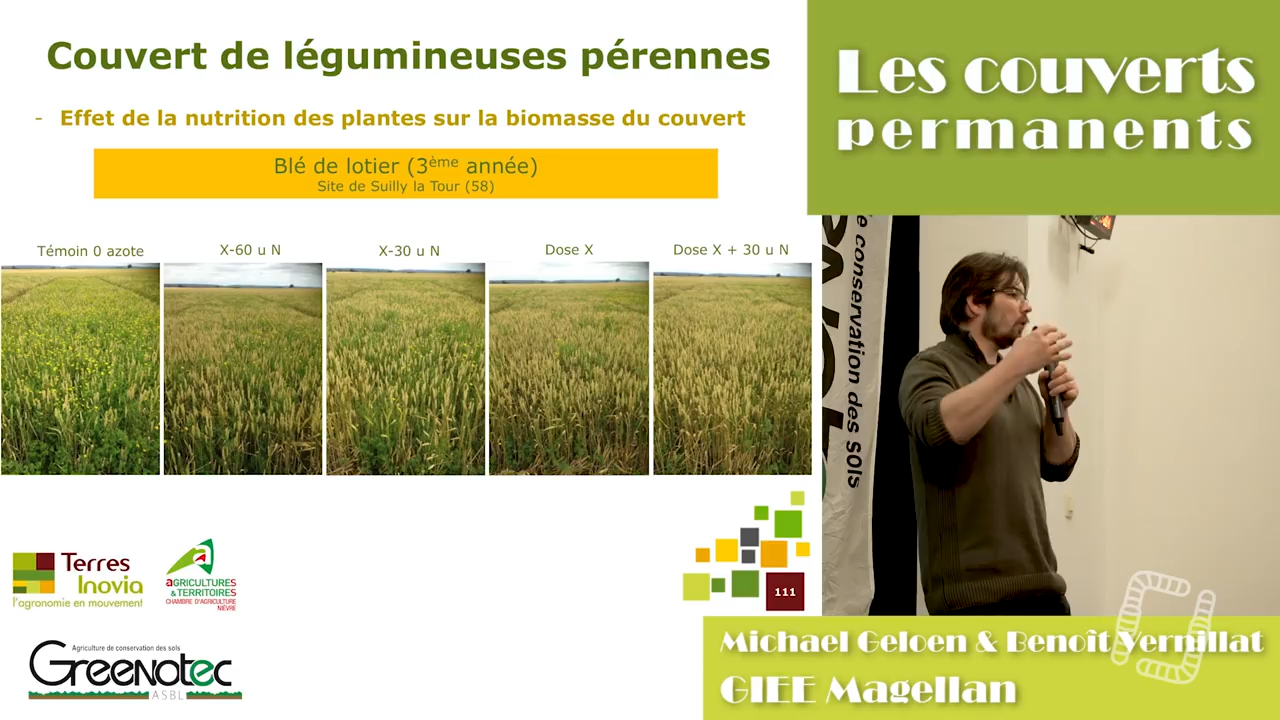 Couvert de légumineuses pérennes
- Effet de la nutrition des plantes sur la biomasse du couvert
Blé de lotier (3ème année)
Site de Suilly la Tour (58)
Témoin 0 azote
X-60 u N
X-30 u N
Dose X
Dose X + 30 u N
Terres
Inovia
l'agronomie en mouvement
aGRICULTURES
& TERRITOIRES
CHAMBRE D'AGRICULTURE
NIÈVRE
111
Agriculture de conservation des sols
Greenotec
ASBL
Les couverts
permanents
e conservation des sols
Michael Geloen & Benoît Vernillat
GIEE Magellan